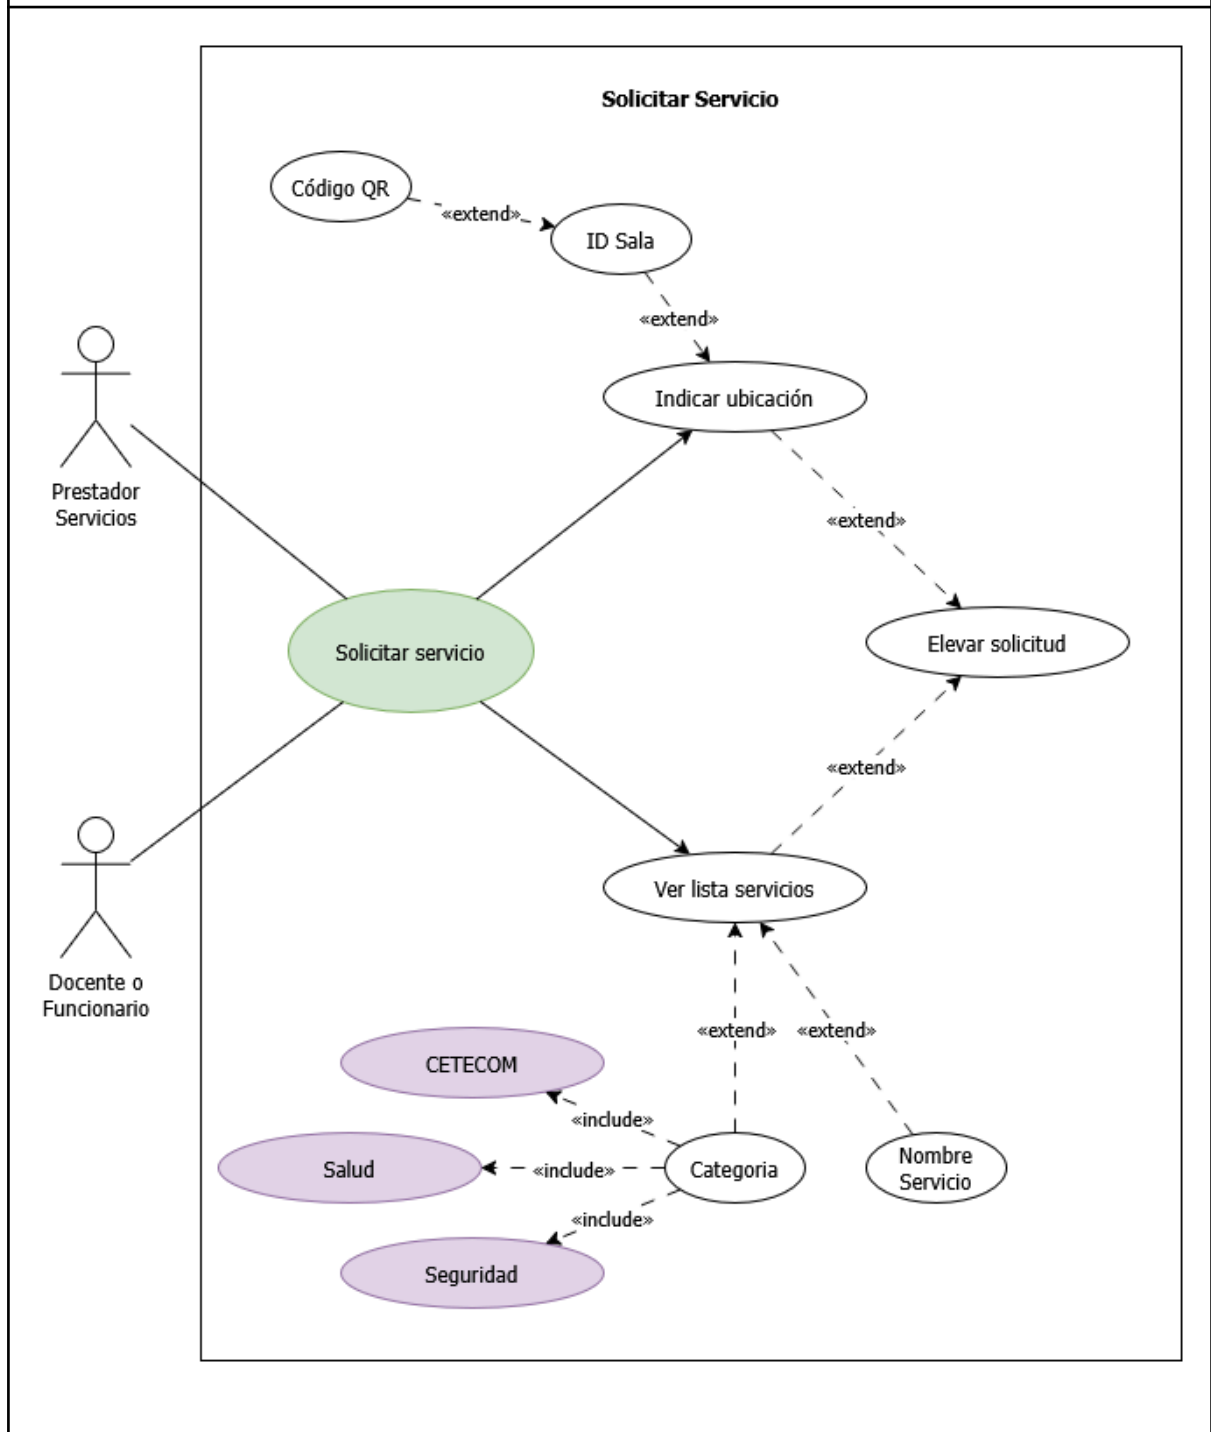 Solicitar Servicio
Código QR
«extend»
ID Sala
«extend»
Indicar ubicación
Prestador
Servicios
«extend»
Solicitar servicio
Elevar solicitud
«extend»
Ver lista servicios
Docente o
Funcionario
«extend»
«extend»
CETECOM
«include»
Salud
«include»
Categoria
Nombre
Servicio
«include»
Seguridad